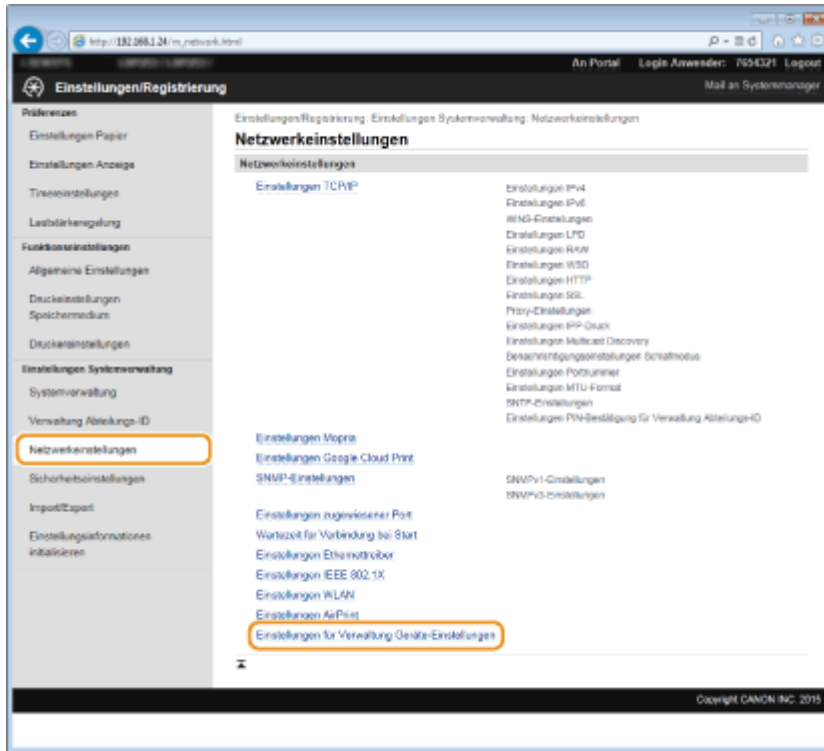 http://192.168.1.24/m_network.html
An Portal Login Anwender: 7654321 Logout
Einstellungen/Registrierung
Mail an Systemmanager
Präferenzen
Einstellungen Papier
Einstellungen Anzeige
Timereinstellungen
Lautstärkeregelung
Funktionseinstellungen
Allgemeine Einstellungen
Druckeinstellungen
Speichermedium
Druckereinstellungen
Einstellungen Systemverwaltung
Systemverwaltung
Verwaltung Abteilungs-ID
Netzwerkeinstellungen
Sicherheitseinstellungen
Import/Export
Einstellungsinformationen
initialisieren
Einstellungen/Registrierung: Einstellungen Systemverwaltung: Netzwerkeinstellungen
Netzwerkeinstellungen
Netzwerkeinstellungen
Einstellungen TCP/IP
Einstellungen IPv4
Einstellungen IPv6
WINS-Einstellungen
Einstellungen LPD
Einstellungen RAW
Einstellungen WSD
Einstellungen HTTP
Einstellungen SSL
Proxy-Einstellungen
Einstellungen IPP-Druck
Einstellungen Multicast Discovery
Benachrichtigungseinstellungen Schlafmodus
Einstellungen Portnummer
Einstellungen MTU-Format
SNTP-Einstellungen
Einstellungen PIN-Bestätigung für Verwaltung Abteilungs-ID
Einstellungen Mopria
Einstellungen Google Cloud Print
SNMP-Einstellungen
SNMPv1-Einstellungen
SNMPv3-Einstellungen
Einstellungen zugewiesener Port
Wartezeit für Verbindung bei Start
Einstellungen Ethernettreiber
Einstellungen IEEE 802.1X
Einstellungen WLAN
Einstellungen AirPrint
Einstellungen für Verwaltung Geräte-Einstellungen
Copyright CANON INC. 2015